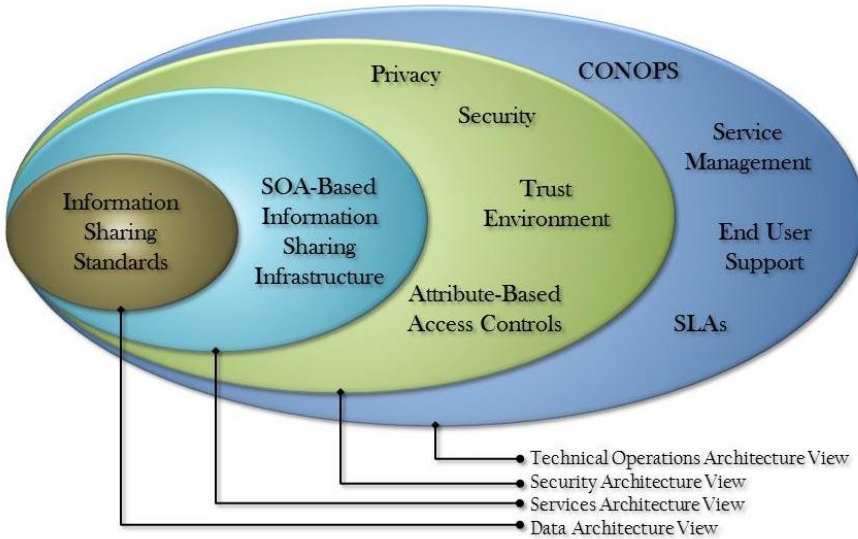 CONOPS
Privacy
Security
Service
Management
SOA-Based
Information
Sharing
Infrastructure
Trust
Environment
Information
Sharing
Standards
End User
Support
Attribute-Based
Access Controls
SLAs
Technical Operations Architecture View
Security Architecture View
Services Architecture View
Data Architecture View